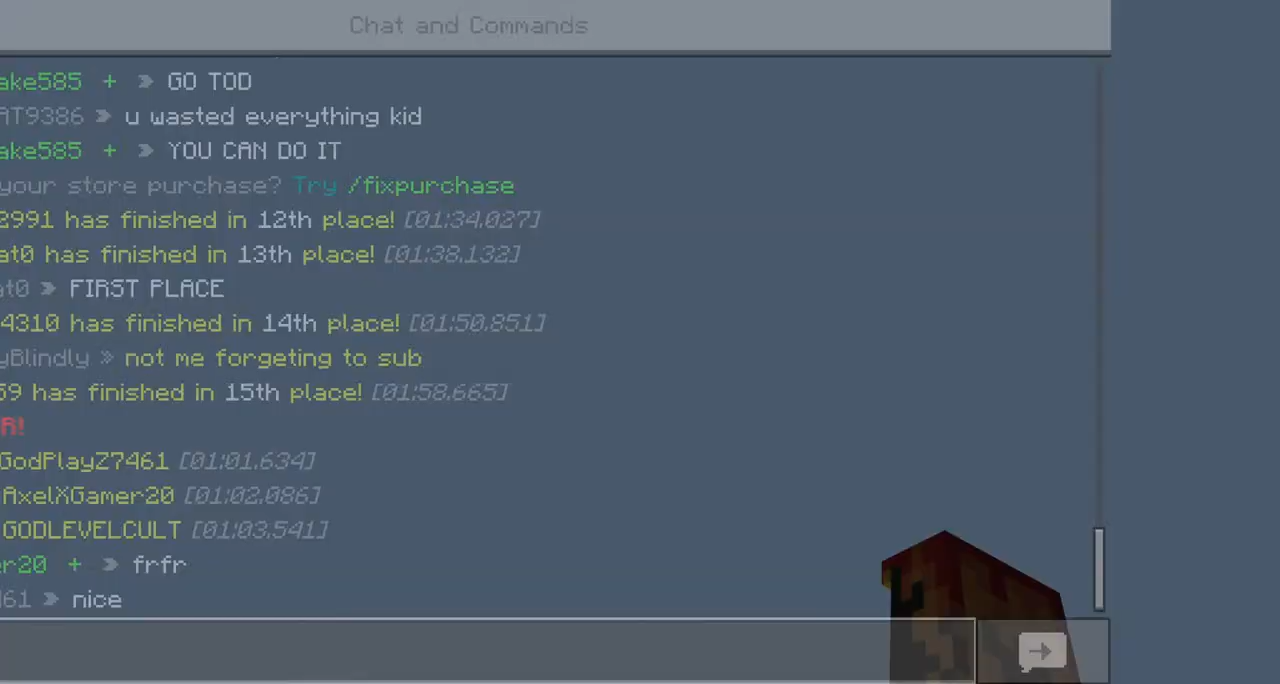 Chat and Commands
ake585 + » GO TOD
AT9386 » u wasted everything kid
ake585 + » YOU CAN DO IT
your store purchase? Try /fixpurchase
2991 has finished in 12th place! [01:34.027]
at0 has finished in 13th place! [01:38.132]
at0 » FIRST PLACE
4310 has finished in 14th place! [01:50.851]
yBlindly » not me forgeting to sub
59 has finished in 15th place! [01:58.665]
R!
GodPlayZ7461 [01:01.634]
AxelXGamer20 [01:02.086]
GODLEVELCULT [01:03.541]
er20 + » frfr
461 » nice